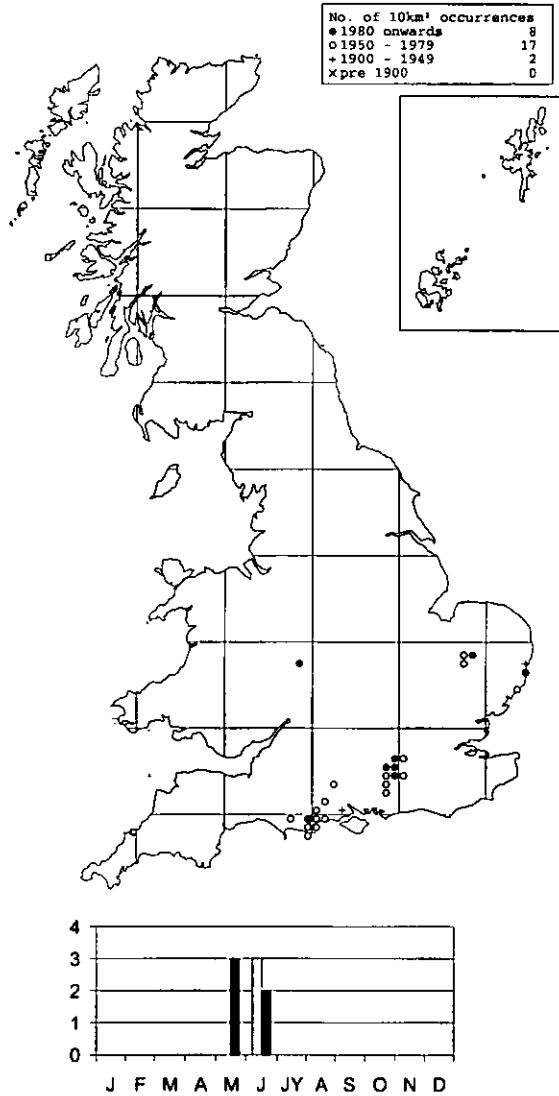 No. of 10km² occurrences
● 1980 onwards 8
○ 1950 - 1979 17
+ 1900 - 1949 2
× pre 1900 0
4
3
2
1
0
J F M A M J JY A S O N D